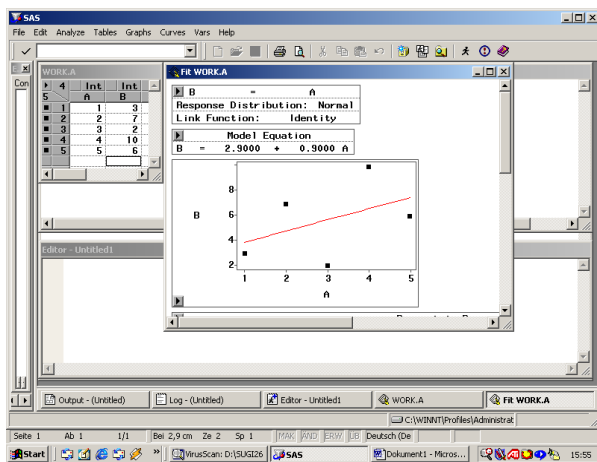 SAS
File Edit Analyze Tables Graphs Curves Vars Help
Con
WORK.A
4 Int Int
5 A B
1 1 3
2 2 7
3 3 2
4 4 10
5 5 6
Fit WORK.A
B = A
Response Distribution: Normal
Link Function: Identity
Model Equation
B = 2.9000 + 0.9000 A
8
6
4
2
B
1 2 3 4 5
A
Editor - Untitled1
Output - (Untitled) Log - (Untitled) Editor - Untitled1 WORK.A Fit WORK.A
C:\WINNT\Profiles\Administrat
Seite 1 Ab 1 1/1 Bei 2,9 cm Ze 2 Sp 1 MAK ÄND ERW ÜB Deutsch (De
Start VirusScan: D:\SUGI26 SAS Dokument1 - Micros... 15:55